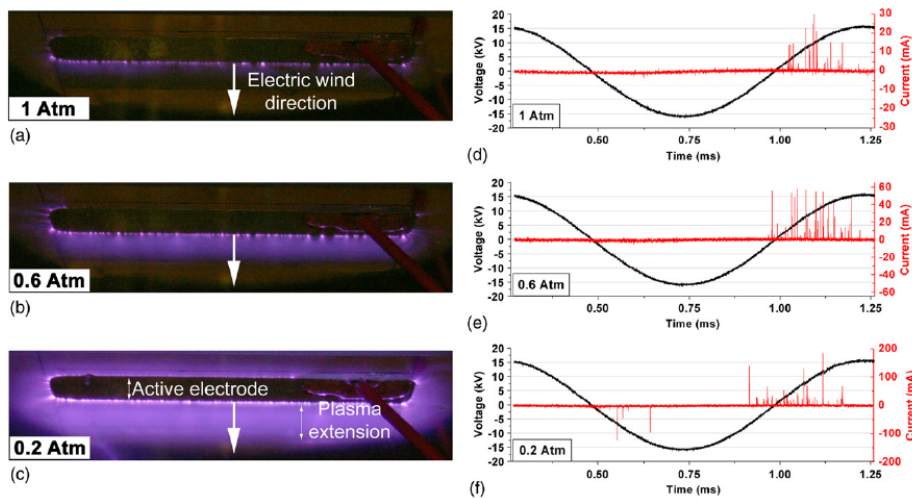 Electric wind
direction
1 Atm
(a)
20
15
10
5
0
-5
-10
-15
20
Voltage (kV)
30
20
10
0
-10
-20
-30
Current (mA)
1 Atm
0.60
0.75
1.00
1.25
Time (ms)
(d)
0.6 Atm
(b)
20
15
10
5
0
-5
-10
-15
20
Voltage (kV)
60
40
20
0
-20
-40
-60
Current (mA)
0.6 Atm
0.60
0.75
1.00
1.25
Time (ms)
(e)
Active electrode
Plasma
extension
0.2 Atm
(c)
20
15
10
5
0
-5
-10
-15
20
Voltage (kV)
200
100
0
-100
-200
Current (mA)
0.2 Atm
0.60
0.75
1.00
1.25
Time (ms)
(f)